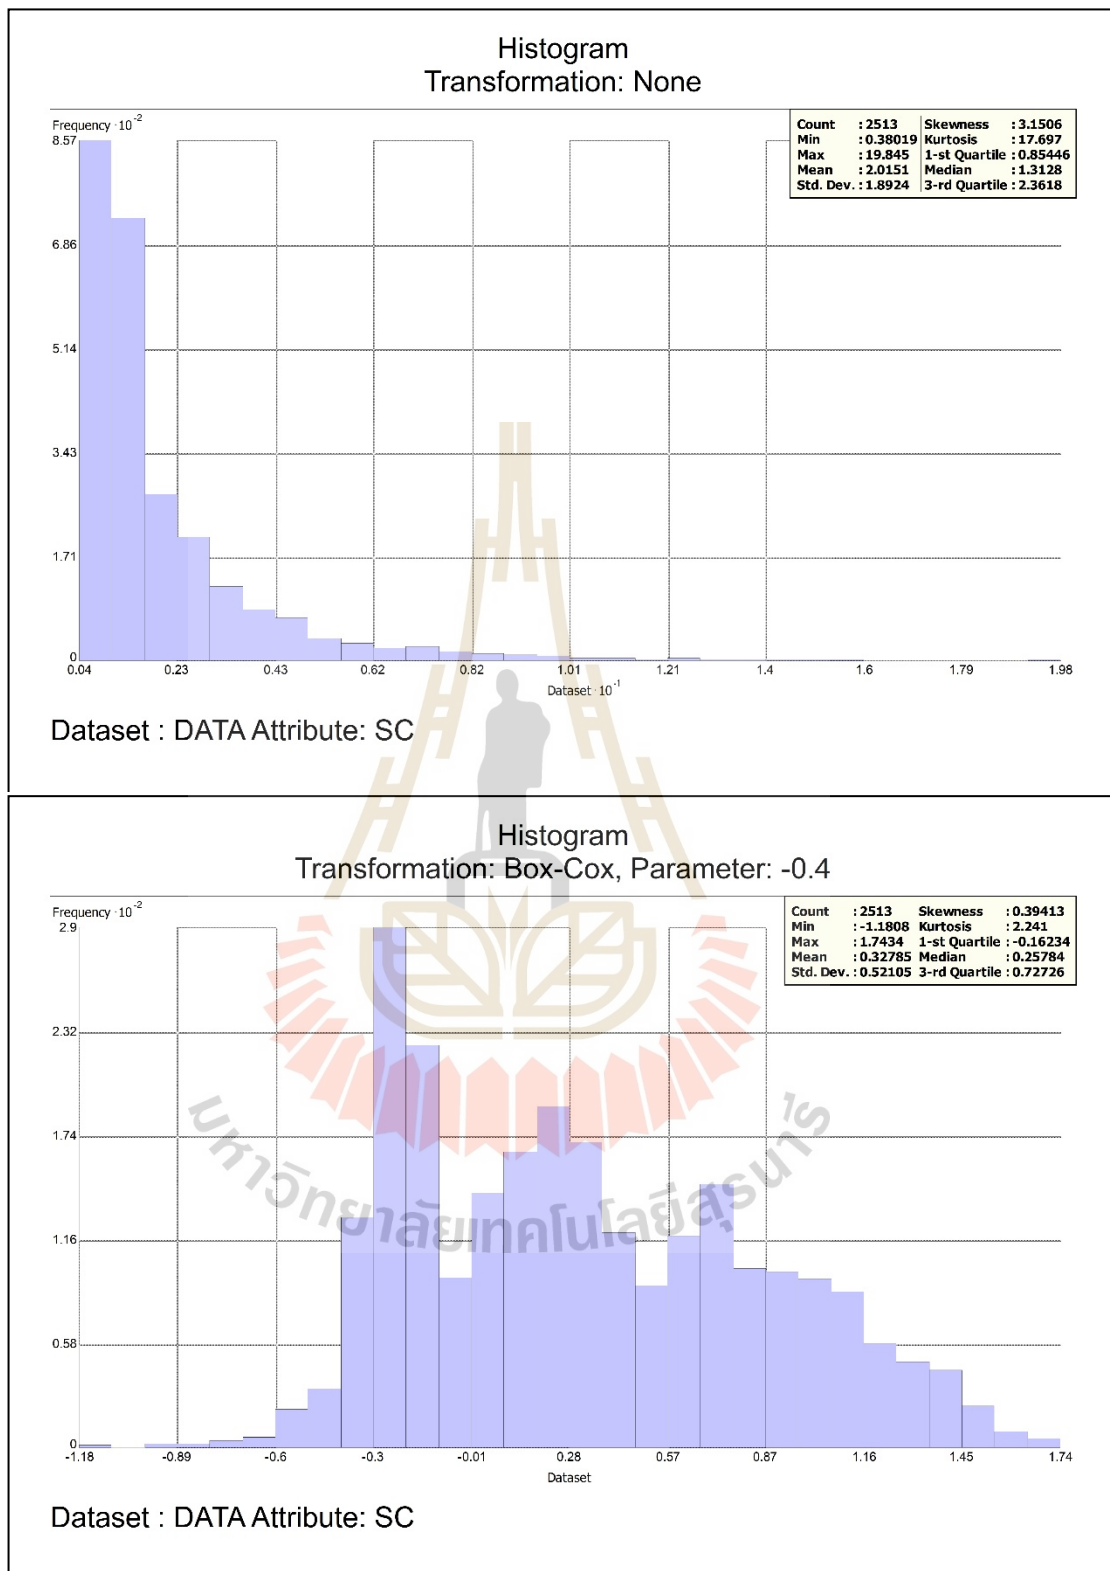 Histogram
Transformation: None
Frequency · 10⁻²
Count : 2513 Skewness : 3.1506
Min : 0.38019 Kurtosis : 17.697
Max : 19.845 1-st Quartile : 0.85446
Mean : 2.0151 Median : 1.3128
Std. Dev. : 1.8924 3-rd Quartile : 2.3618
8.57
6.86
5.14
3.43
1.71
0
0.04 0.23 0.43 0.62 0.82 1.01 1.21 1.4 1.6 1.79 1.98
Dataset · 10⁻¹
Dataset : DATA Attribute: SC
Histogram
Transformation: Box-Cox, Parameter: -0.4
Frequency · 10⁻²
Count : 2513 Skewness : 0.39413
Min : -1.1808 Kurtosis : 2.241
Max : 1.7434 1-st Quartile : -0.16234
Mean : 0.32785 Median : 0.25784
Std. Dev. : 0.52105 3-rd Quartile : 0.72726
2.9
2.32
1.74
1.16
0.58
0
-1.18 -0.89 -0.6 -0.3 -0.01 0.28 0.57 0.87 1.16 1.45 1.74
Dataset
มหาวิทยาลัยเทคโนโลยีสุรนารี
Dataset : DATA Attribute: SC